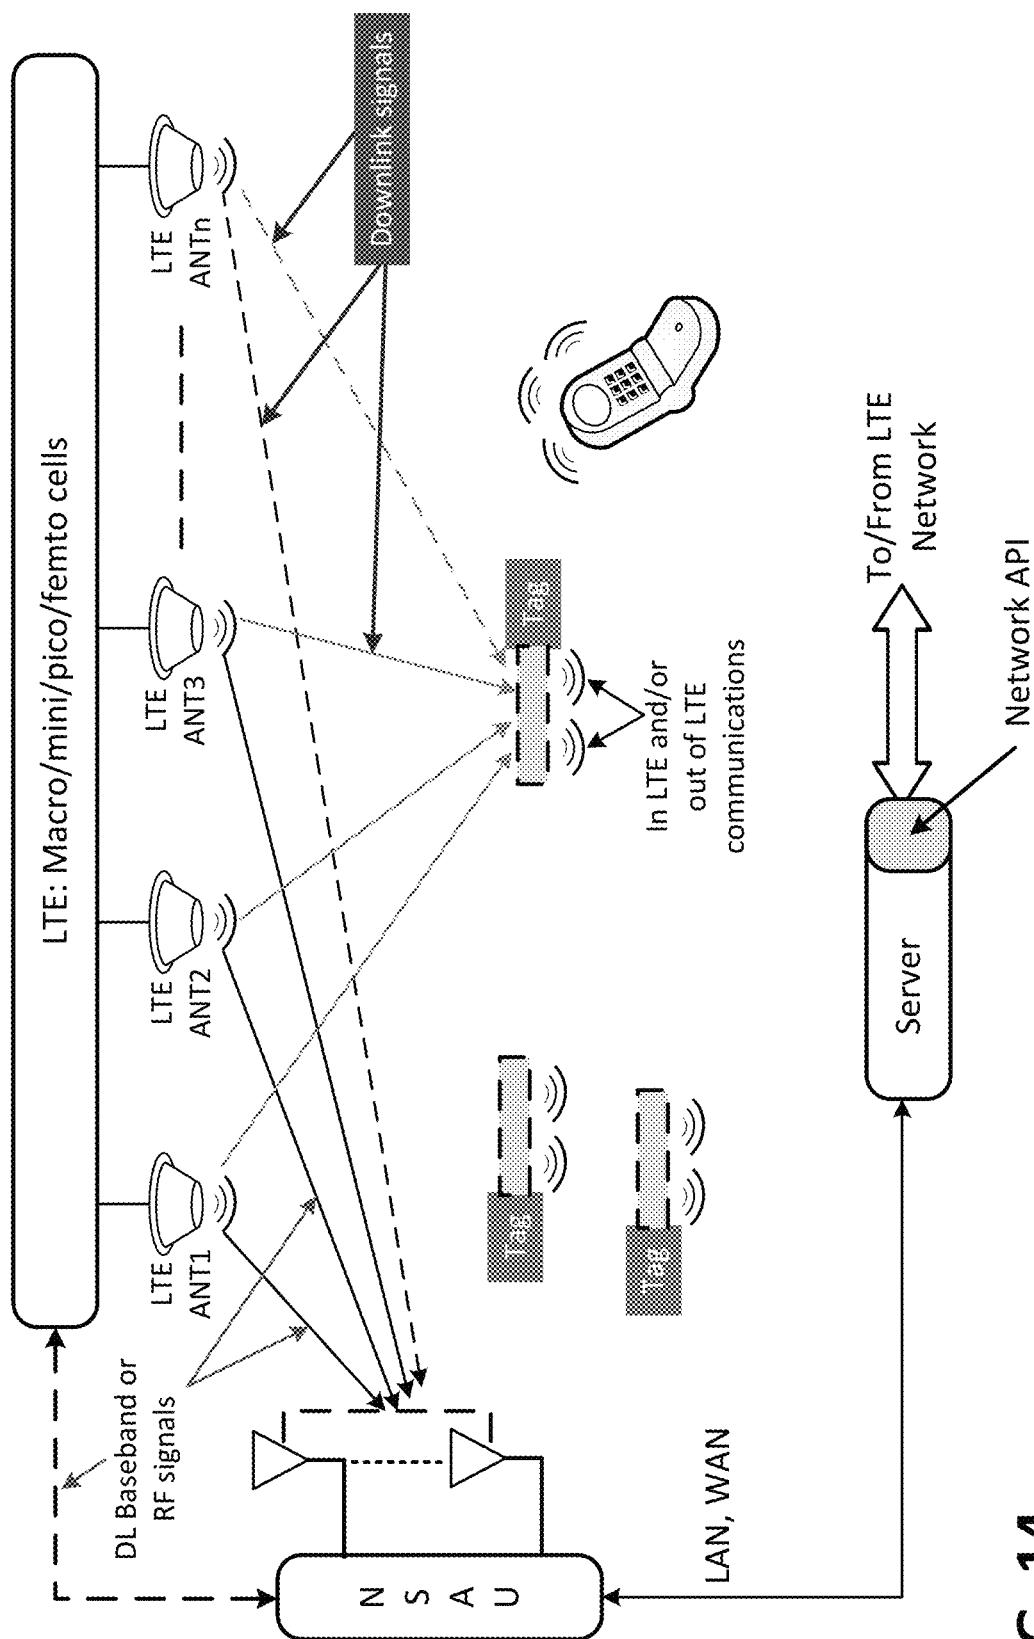 LTE: Macro/mini/pico/femto cells
LTE
ANT1
LTE
ANT2
LTE
ANT3
LTE
ANTn
DL Baseband or
RF signals
Downlink signals
N
S
A
U
Tag
Tag
Tag
In LTE and/or
out of LTE
communications
LAN, WAN
Server
To/From LTE
Network
Network API